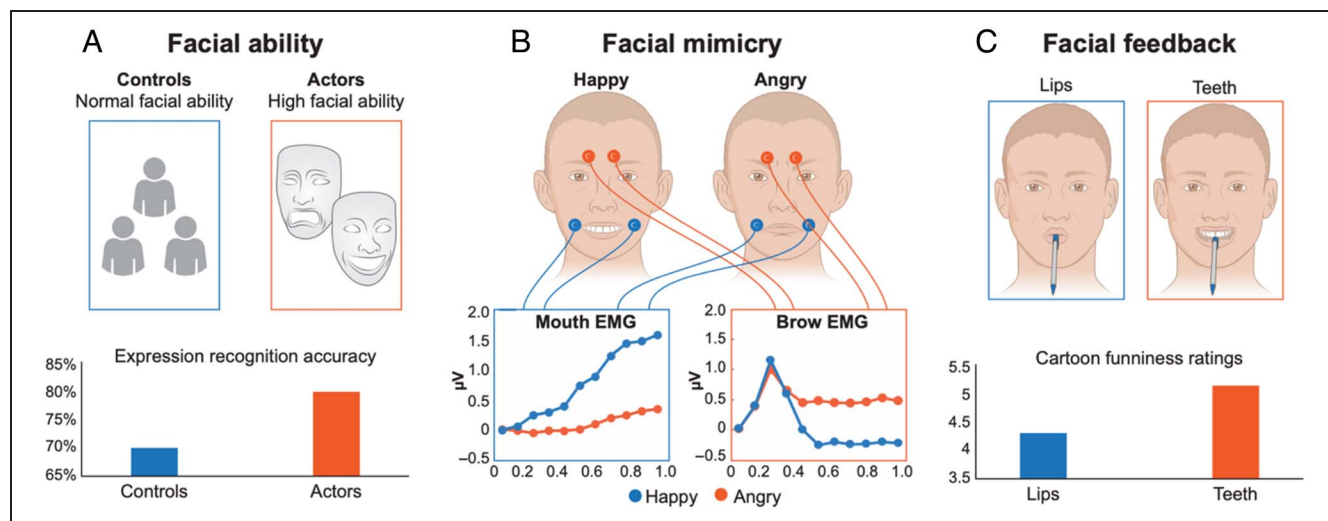 A Facial ability
Controls
Normal facial ability
Actors
High facial ability
Expression recognition accuracy
85%
80%
75%
70%
65%
Controls
Actors
B Facial mimicry
Happy
Angry
Mouth EMG
µV
2.0
1.5
1.0
0.5
0
–0.5
0 0.2 0.4 0.6 0.8 1.0
Brow EMG
µV
2.0
1.5
1.0
0.5
0
–0.5
0 0.2 0.4 0.6 0.8 1.0
Happy Angry
C Facial feedback
Lips
Teeth
Cartoon funniness ratings
5.5
5
4.5
4
3.5
Lips
Teeth